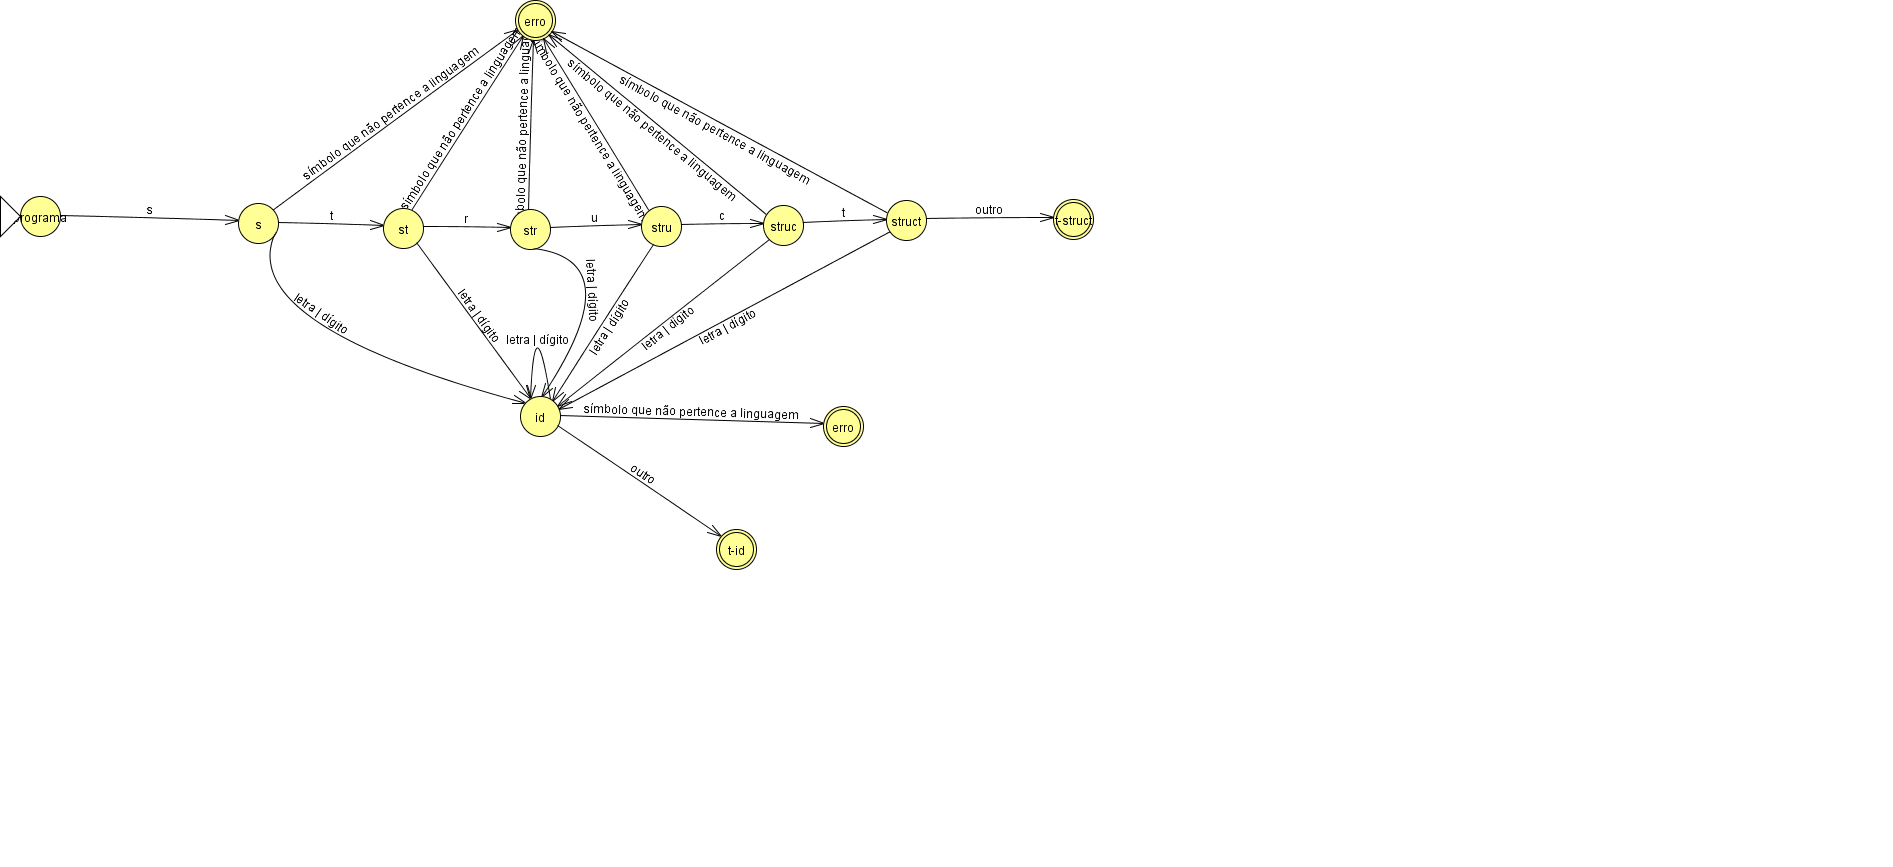 erro
símbolo que não pertence a linguagem
símbolo que não pertence a linguagem
bolo que não pertence a lingua
mbolo que não pertence a linguagem
símbolo que não pertence a linguagem
símbolo que não pertence a linguagem
rograma
s
s
t
st
r
str
u
stru
c
struc
t
struct
outro
t-struct
letra | dígito
letra | dígito
letra | dígito
letra | dígito
letra | dígito
letra | dígito
letra | dígito
id
símbolo que não pertence a linguagem
erro
outro
t-id